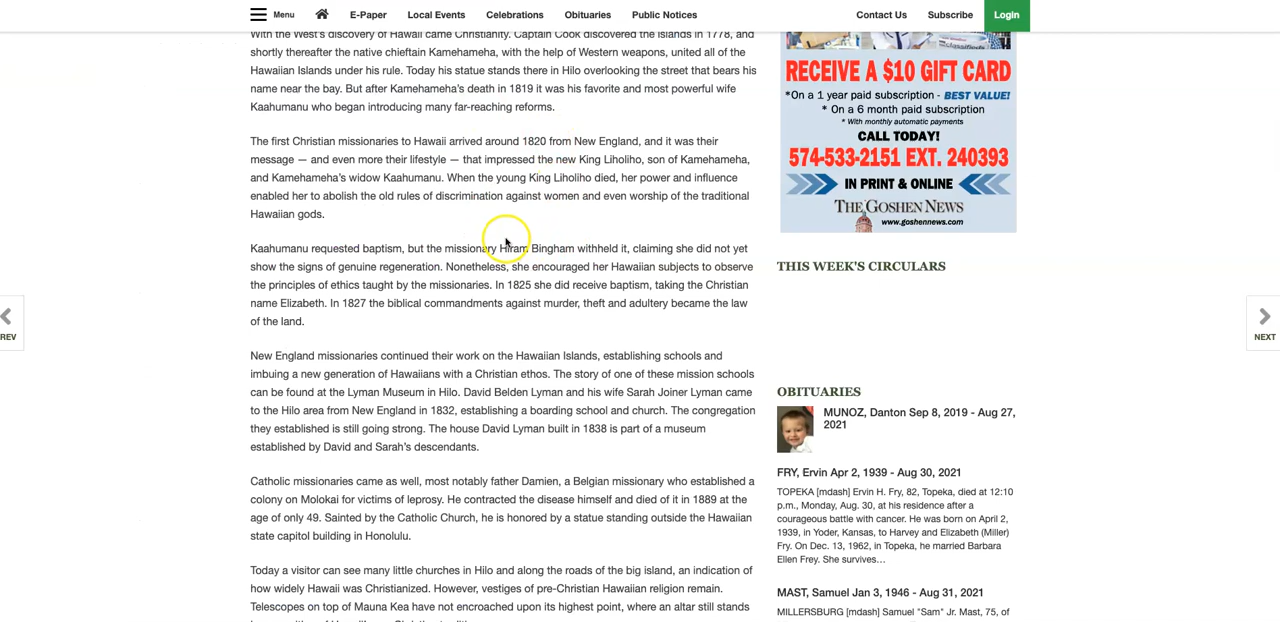 Menu E-Paper Local Events Celebrations Obituaries Public Notices Contact Us Subscribe Login
With the West's discovery of Hawaii came Christianity. Captain Cook discovered the islands in 1778, and
shortly thereafter the native chieftain Kamehameha, with the help of Western weapons, united all of the
Hawaiian Islands under his rule. Today his statue stands there in Hilo overlooking the street that bears his
name near the bay. But after Kamehameha's death in 1819 it was his favorite and most powerful wife
Kaahumanu who began introducing many far-reaching reforms.
The first Christian missionaries to Hawaii arrived around 1820 from New England, and it was their
message — and even more their lifestyle — that impressed the new King Liholiho, son of Kamehameha,
and Kamehameha's widow Kaahumanu. When the young King Liholiho died, her power and influence
enabled her to abolish the old rules of discrimination against women and even worship of the traditional
Hawaiian gods.
Kaahumanu requested baptism, but the missionary Hiram Bingham withheld it, claiming she did not yet
show the signs of genuine regeneration. Nonetheless, she encouraged her Hawaiian subjects to observe
the principles of ethics taught by the missionaries. In 1825 she did receive baptism, taking the Christian
name Elizabeth. In 1827 the biblical commandments against murder, theft and adultery became the law
of the land.
New England missionaries continued their work on the Hawaiian Islands, establishing schools and
imbuing a new generation of Hawaiians with a Christian ethos. The story of one of these mission schools
can be found at the Lyman Museum in Hilo. David Belden Lyman and his wife Sarah Joiner Lyman came
to the Hilo area from New England in 1832, establishing a boarding school and church. The congregation
they established is still going strong. The house David Lyman built in 1838 is part of a museum
established by David and Sarah's descendants.
Catholic missionaries came as well, most notably father Damien, a Belgian missionary who established a
colony on Molokai for victims of leprosy. He contracted the disease himself and died of it in 1889 at the
age of only 49. Sainted by the Catholic Church, he is honored by a statue standing outside the Hawaiian
state capitol building in Honolulu.
Today a visitor can see many little churches in Hilo and along the roads of the big island, an indication of
how widely Hawaii was Christianized. However, vestiges of pre-Christian Hawaiian religion remain.
Telescopes on top of Mauna Kea have not encroached upon its highest point, where an altar still stands
REV
NEXT
RECEIVE A $10 GIFT CARD
*On a 1 year paid subscription - BEST VALUE!
* On a 6 month paid subscription
* With monthly automatic payments
CALL TODAY!
574-533-2151 EXT. 240393
IN PRINT & ONLINE
THE GOSHEN NEWS
www.goshennews.com
THIS WEEK'S CIRCULARS
OBITUARIES
MUNOZ, Danton Sep 8, 2019 - Aug 27,
2021
FRY, Ervin Apr 2, 1939 - Aug 30, 2021
TOPEKA [mdash] Ervin H. Fry, 82, Topeka, died at 12:10
p.m., Monday, Aug. 30, at his residence after a
courageous battle with cancer. He was born on April 2,
1939, in Yoder, Kansas, to Harvey and Elizabeth (Miller)
Fry. On Dec. 13, 1962, in Topeka, he married Barbara
Ellen Frey. She survives…
MAST, Samuel Jan 3, 1946 - Aug 31, 2021
MILLERSBURG [mdash] Samuel "Sam" Jr. Mast, 75, of